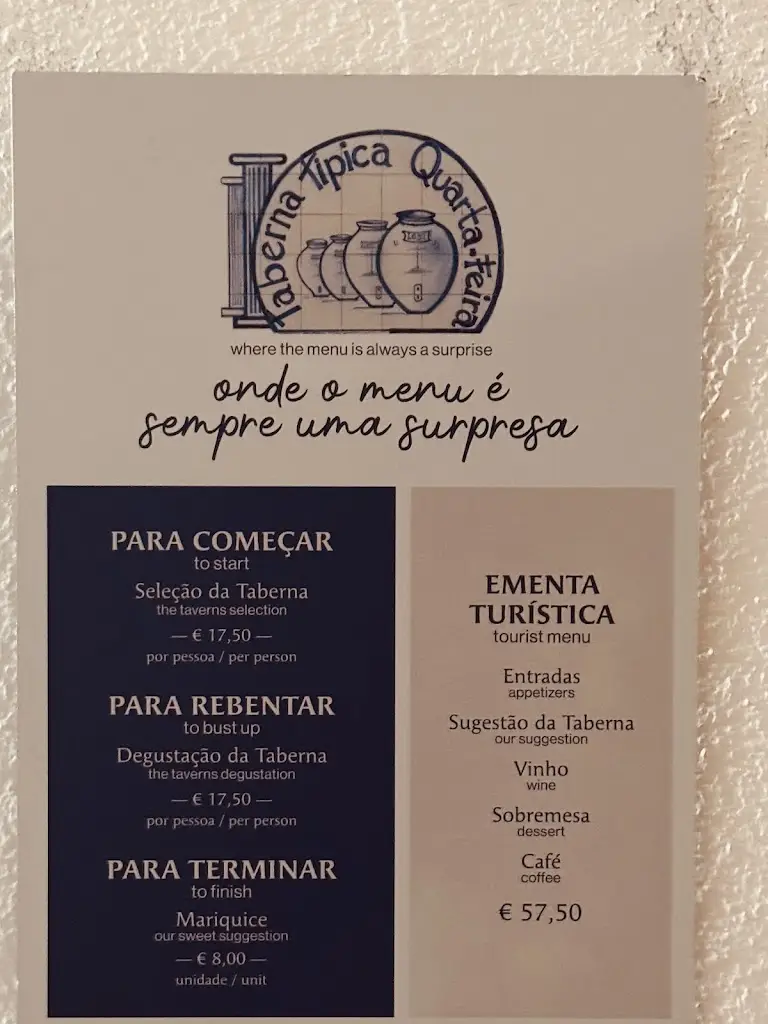 Taberna Típica Quarta-feira
where the menu is always a surprise
onde o menu é
sempre uma surpresa
PARA COMEÇAR
to start
Seleção da Taberna
the taverns selection
— € 17,50 —
por pessoa / per person
PARA REBENTAR
to bust up
Degustação da Taberna
the taverns degustation
— € 17,50 —
por pessoa / per person
PARA TERMINAR
to finish
Mariquice
our sweet suggestion
— € 8,00 —
unidade / unit
EMENTA
TURÍSTICA
tourist menu
Entradas
appetizers
Sugestão da Taberna
our suggestion
Vinho
wine
Sobremesa
dessert
Café
coffee
€ 57,50